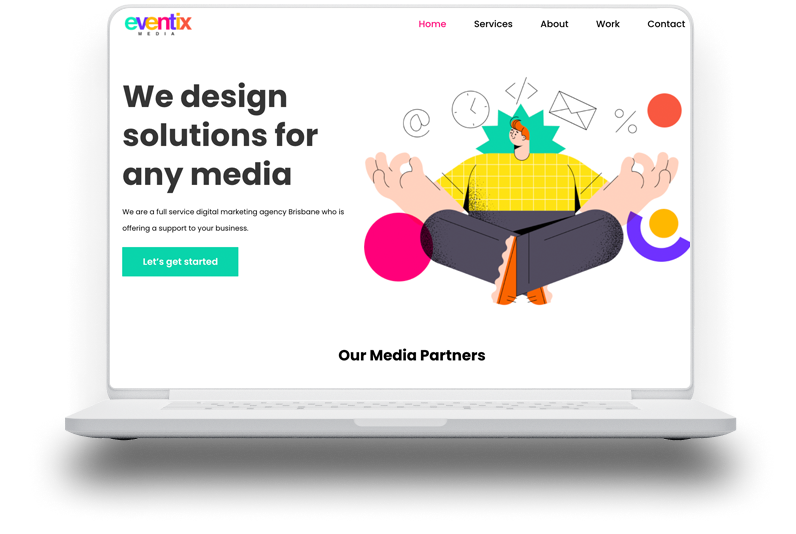 eventix
MEDIA
Home Services About Work Contact
We design
solutions for
any media
We are a full service digital marketing agency Brisbane who is
offering a support to your business.
Let's get started
@ </> %
Our Media Partners